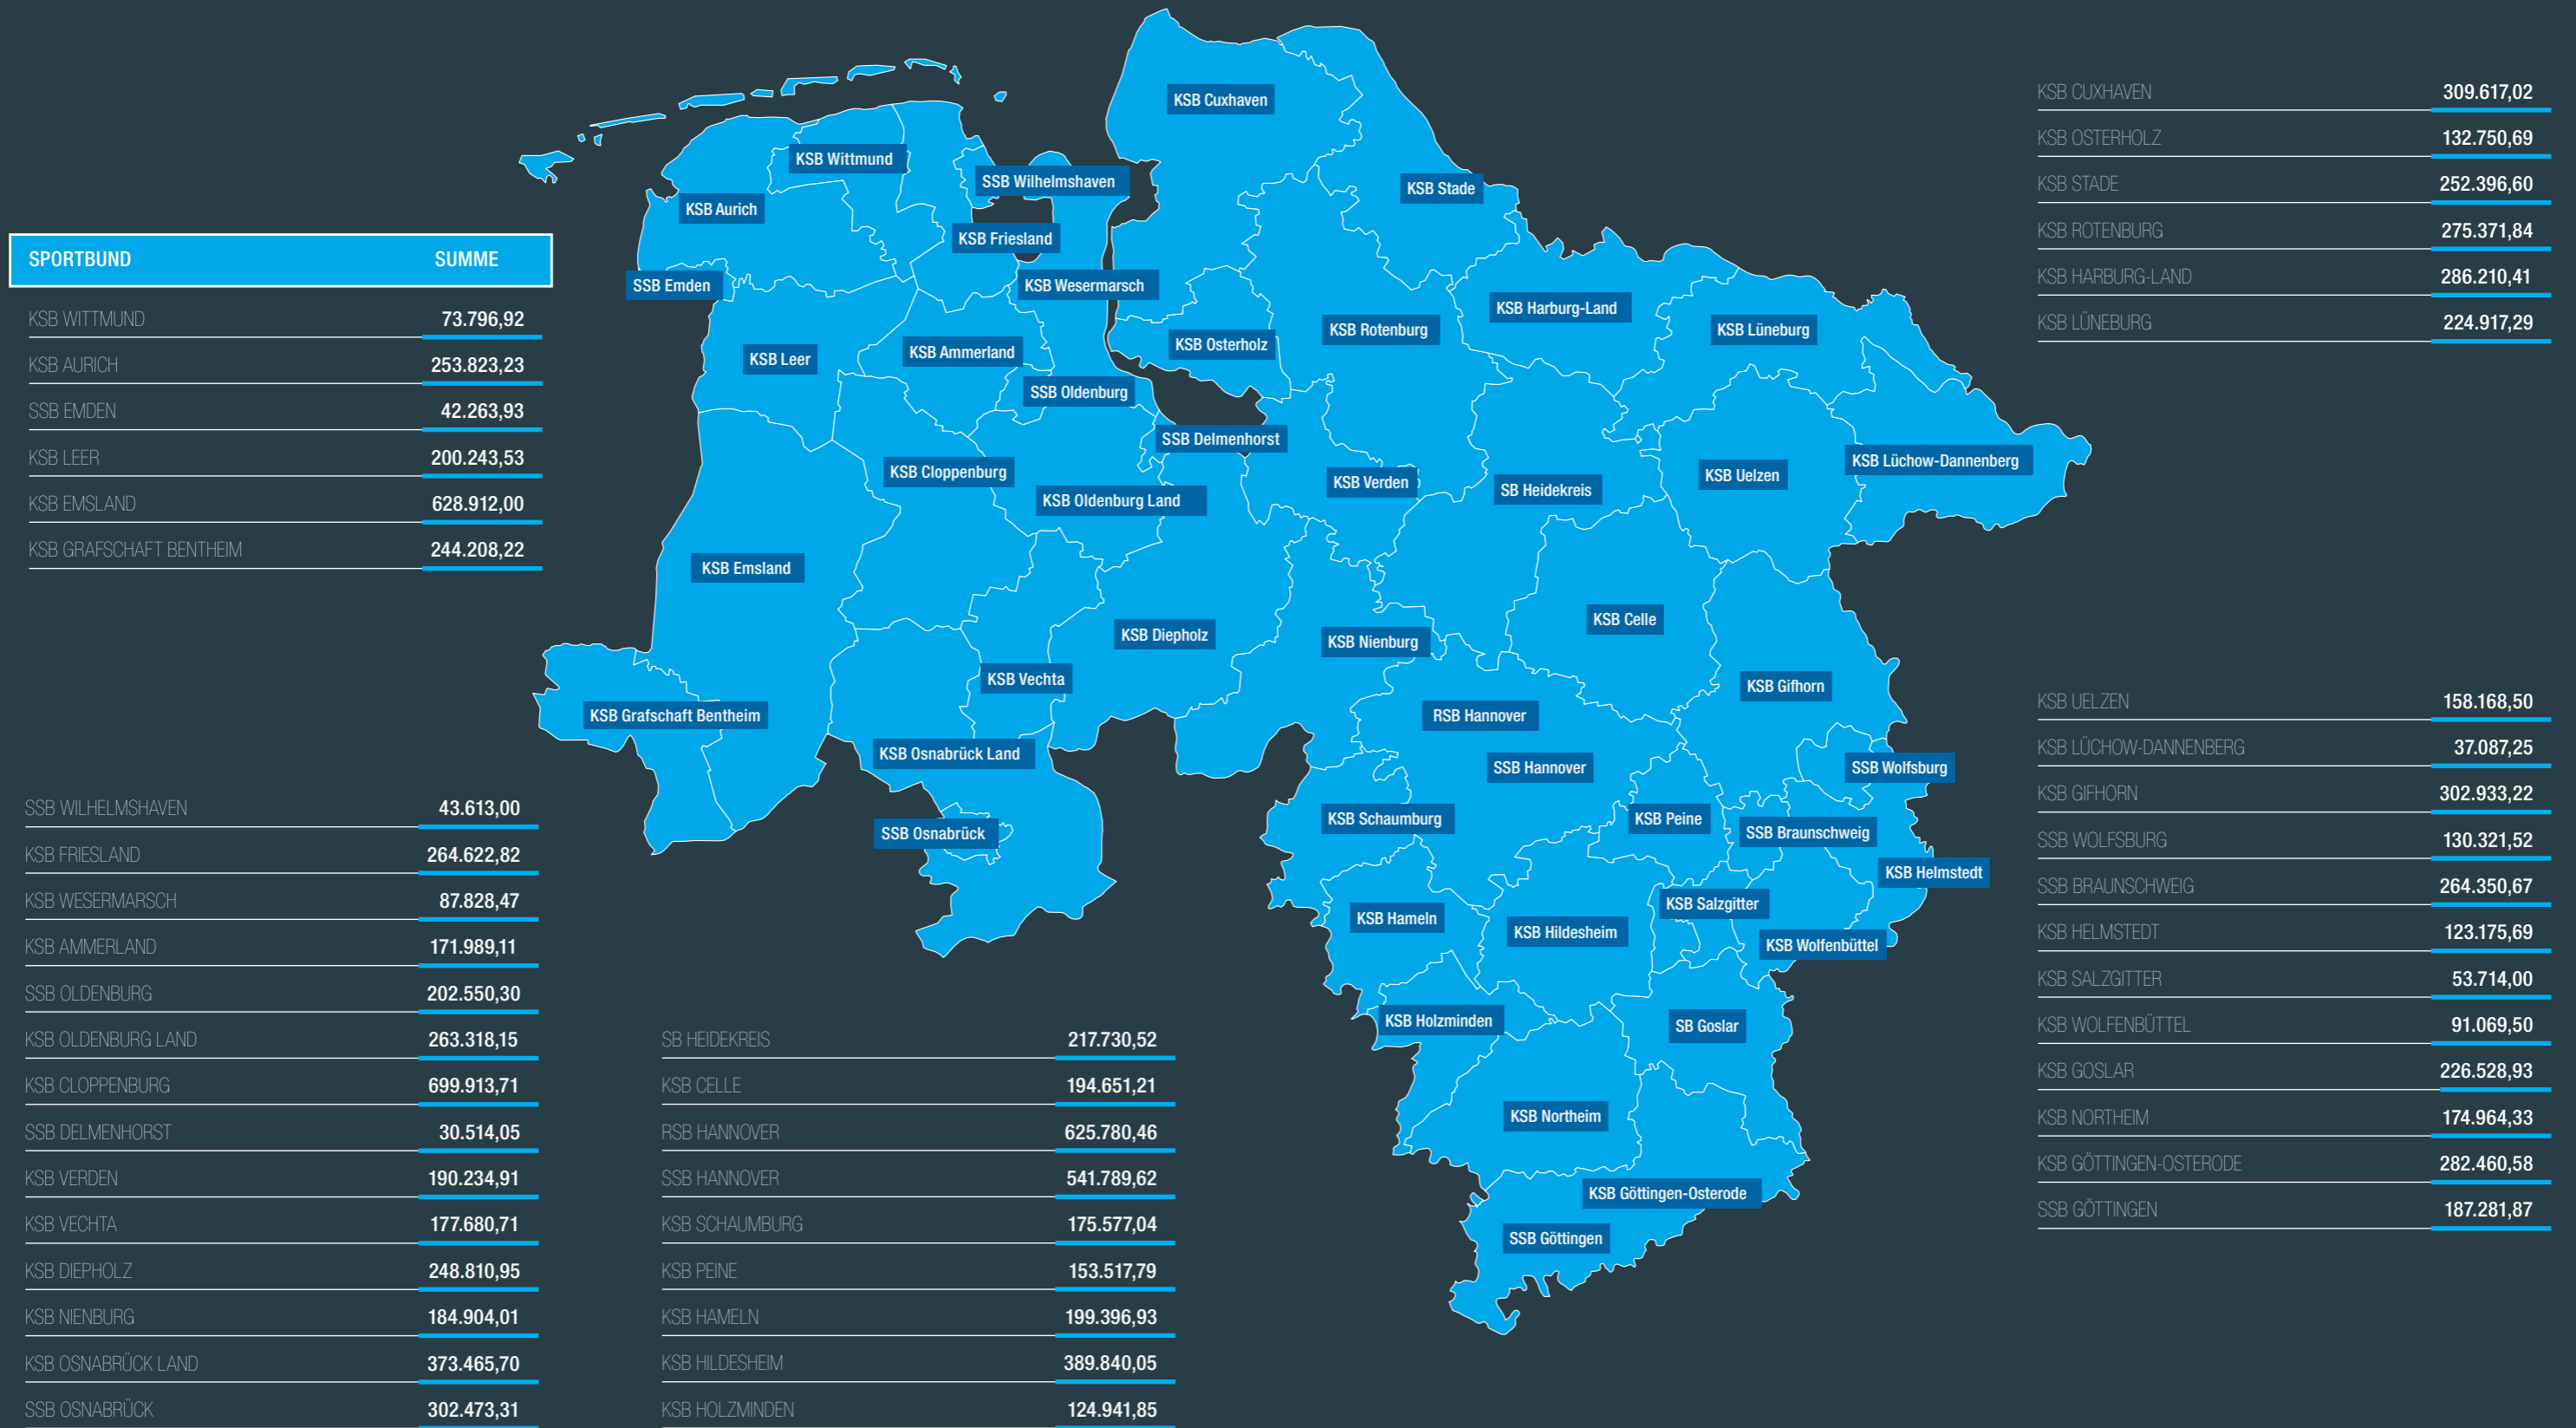 SPORTBUND SUMME
KSB WITTMUND 73.796,92
KSB AURICH 253.823,23
SSB EMDEN 42.263,93
KSB LEER 200.243,53
KSB EMSLAND 628.912,00
KSB GRAFSCHAFT BENTHEIM 244.208,22
SSB WILHELMSHAVEN 43.613,00
KSB FRIESLAND 264.622,82
KSB WESERMARSCH 87.828,47
KSB AMMERLAND 171.989,11
SSB OLDENBURG 202.550,30
KSB OLDENBURG LAND 263.318,15
KSB CLOPPENBURG 699.913,71
SSB DELMENHORST 30.514,05
KSB VERDEN 190.234,91
KSB VECHTA 177.680,71
KSB DIEPHOLZ 248.810,95
KSB NIENBURG 184.904,01
KSB OSNABRÜCK LAND 373.465,70
SSB OSNABRÜCK 302.473,31
SB HEIDEKREIS 217.730,52
KSB CELLE 194.651,21
RSB HANNOVER 625.780,46
SSB HANNOVER 541.789,62
KSB SCHAUMBURG 175.577,04
KSB PEINE 153.517,79
KSB HAMELN 199.396,93
KSB HILDESHEIM 389.840,05
KSB HOLZMINDEN 124.941,85
KSB Cuxhaven
KSB Wittmund
SSB Wilhelmshaven
KSB Stade
KSB Aurich
KSB Friesland
SSB Emden
KSB Wesermarsch
KSB Harburg-Land
KSB Rotenburg
KSB Lüneburg
KSB Osterholz
KSB Ammerland
KSB Leer
SSB Oldenburg
SSB Delmenhorst
KSB Lüchow-Dannenberg
KSB Cloppenburg
KSB Uelzen
KSB Verden
SB Heidekreis
KSB Oldenburg Land
KSB Emsland
KSB Celle
KSB Diepholz
KSB Nienburg
KSB Vechta
KSB Gifhorn
KSB Grafschaft Bentheim
RSB Hannover
KSB Osnabrück Land
SSB Hannover
SSB Wolfsburg
KSB Schaumburg
KSB Peine
SSB Osnabrück
SSB Braunschweig
KSB Helmstedt
KSB Salzgitter
KSB Hameln
KSB Hildesheim
KSB Wolfenbüttel
KSB Holzminden
SB Goslar
KSB Northeim
KSB Göttingen-Osterode
SSB Göttingen
KSB CUXHAVEN 309.617,02
KSB OSTERHOLZ 132.750,69
KSB STADE 252.396,60
KSB ROTENBURG 275.371,84
KSB HARBURG-LAND 286.210,41
KSB LÜNEBURG 224.917,29
KSB UELZEN 158.168,50
KSB LÜCHOW-DANNENBERG 37.087,25
KSB GIFHORN 302.933,22
SSB WOLFSBURG 130.321,52
SSB BRAUNSCHWEIG 264.350,67
KSB HELMSTEDT 123.175,69
KSB SALZGITTER 53.714,00
KSB WOLFENBÜTTEL 91.069,50
KSB GOSLAR 226.528,93
KSB NORTHEIM 174.964,33
KSB GÖTTINGEN-OSTERODE 282.460,58
SSB GÖTTINGEN 187.281,87